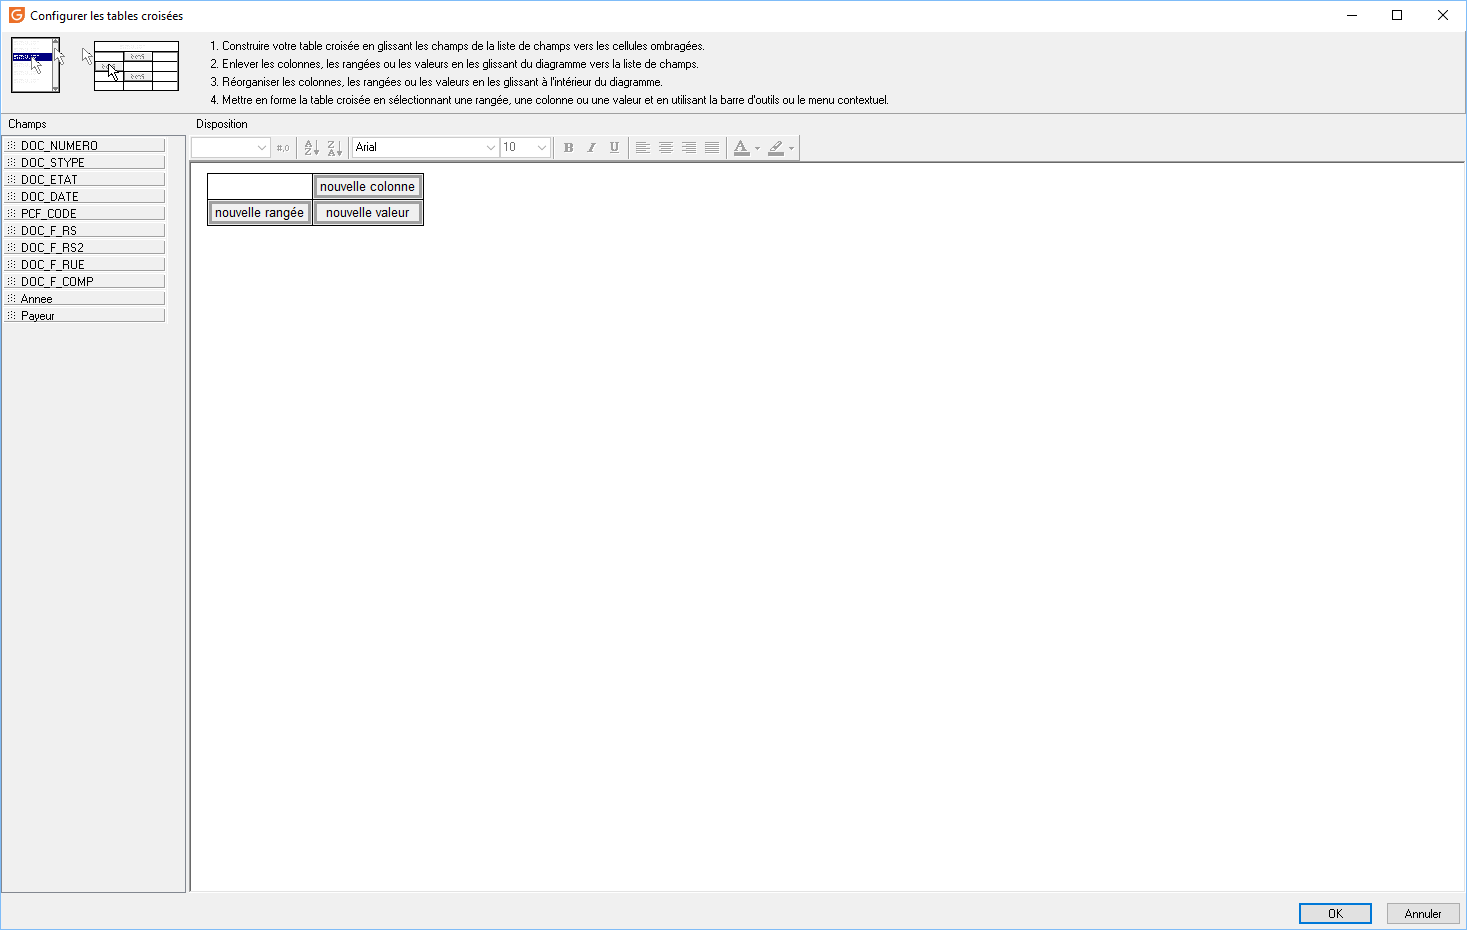 Configurer les tables croisées
1. Construire votre table croisée en glissant les champs de la liste de champs vers les cellules ombragées.
2. Enlever les colonnes, les rangées ou les valeurs en les glissant du diagramme vers la liste de champs.
3. Réorganiser les colonnes, les rangées ou les valeurs en les glissant à l'intérieur du diagramme.
4. Mettre en forme la table croisée en sélectionnant une rangée, une colonne ou une valeur et en utilisant la barre d'outils ou le menu contextuel.
Champs
Disposition
#,0
A Z
Z A
Arial
10
B I U
A
DOC_NUMERO
DOC_STYPE
DOC_ETAT
DOC_DATE
PCF_CODE
DOC_F_RS
DOC_F_RS2
DOC_F_RUE
DOC_F_COMP
Annee
Payeur
nouvelle colonne
nouvelle rangée
nouvelle valeur
OK
Annuler